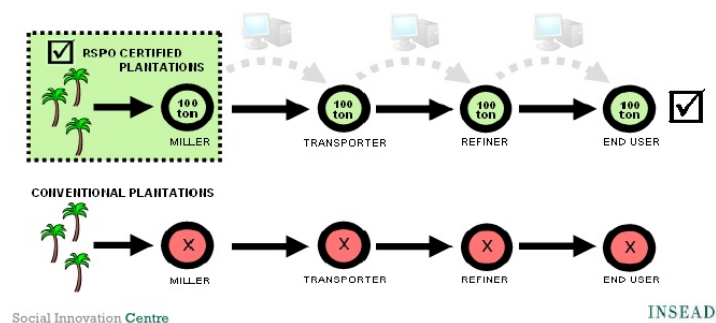 RSPO CERTIFIED
PLANTATIONS
100
ton
100
ton
100
ton
100
ton
MILLER
TRANSPORTER
REFINER
END USER
CONVENTIONAL PLANTATIONS
X
X
X
X
MILLER
TRANSPORTER
REFINER
END USER
Social Innovation Centre
INSEAD